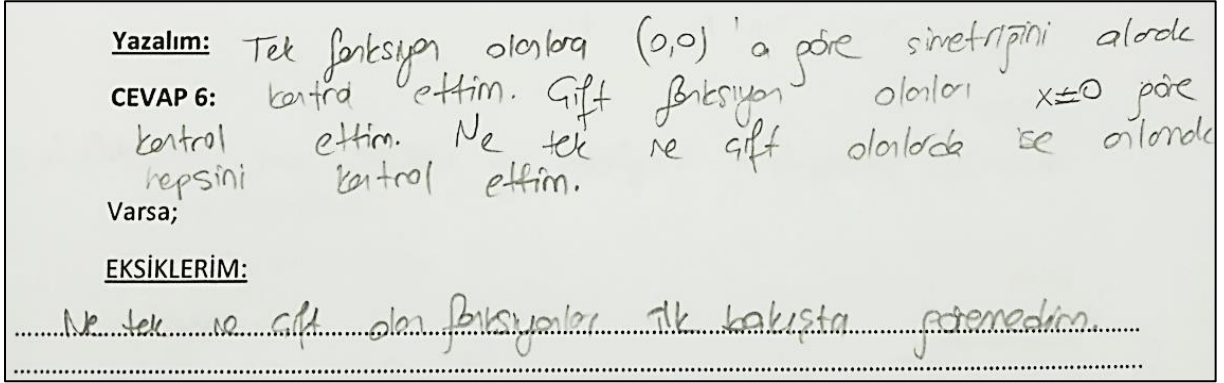 Yazalım: Tek fonksiyon olanlara (0,0)'a göre simetriğini alarak
CEVAP 6: kontrol ettim. Çift fonksiyon olanları x=0 göre
kontrol ettim. Ne tek ne çift olanlarda ise
hepsini kontrol ettim.
Varsa;
EKSİKLERİM:
Ne tek ne çift olan fonksiyonları ilk bakışta göremedim.